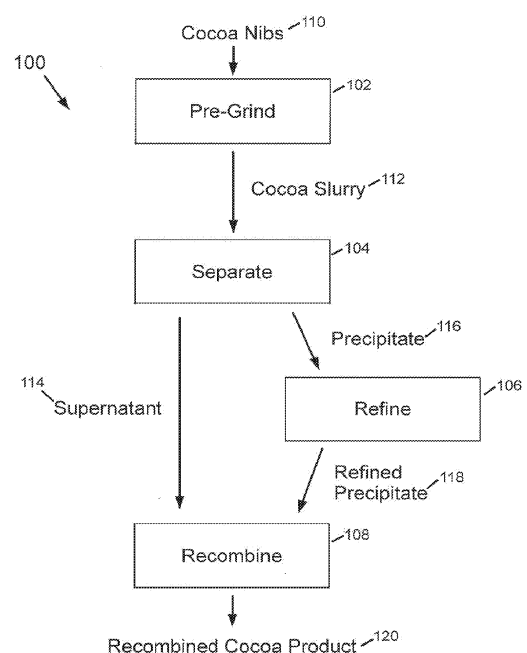 Cocoa Nibs 110
100
102
Pre-Grind
Cocoa Slurry 112
104
Separate
Precipitate 116
114 Supernatant
106
Refine
Refined
Precipitate 118
108
Recombine
Recombined Cocoa Product 120